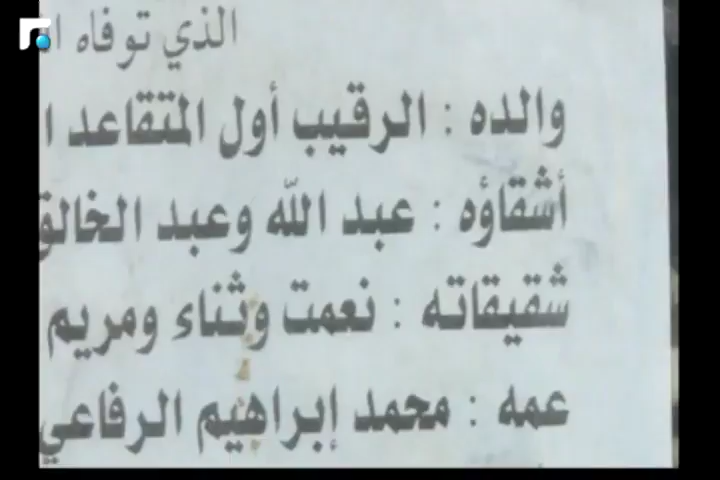 الذي توفاه
والده : الرقيب أول المتقاعد
أشقاؤه : عبد الله وعبد الخالق
شقيقاته : نعمت وثناء ومريم
عمه : محمد إبراهيم الرفاعي